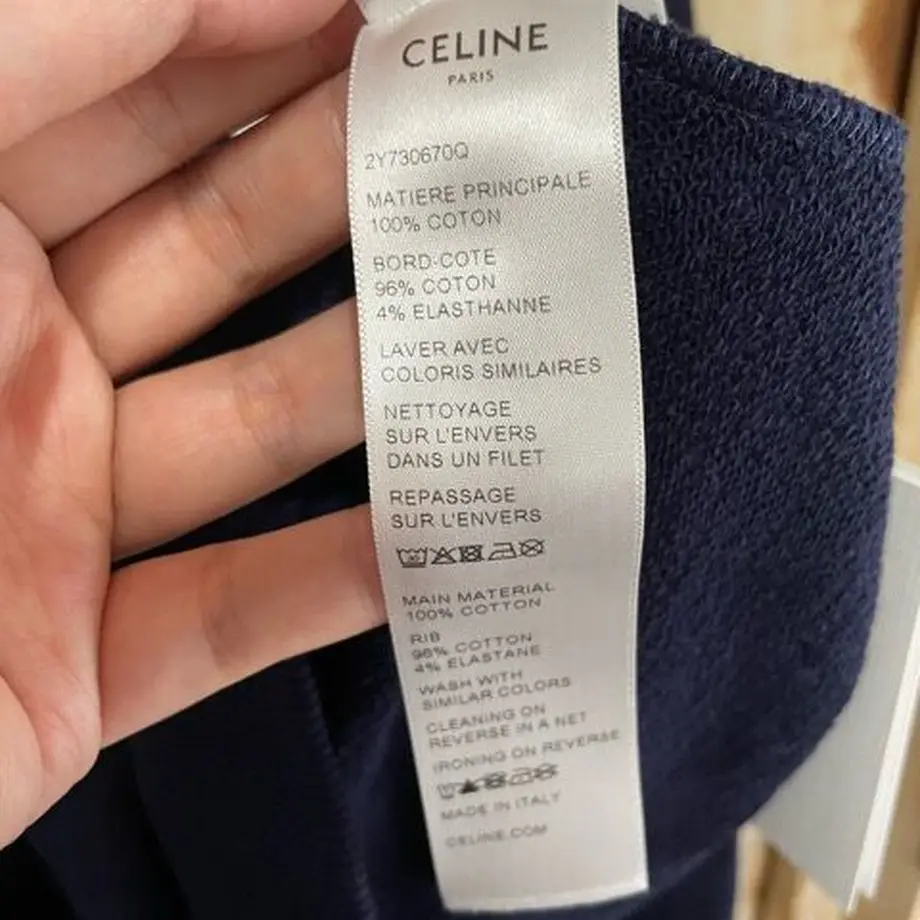 CELINE
PARIS
2Y730670Q
MATIERE PRINCIPALE
100% COTON
BORD-COTE
96% COTON
4% ELASTHANNE
LAVER AVEC
COLORIS SIMILAIRES
NETTOYAGE
SUR L'ENVERS
DANS UN FILET
REPASSAGE
SUR L'ENVERS
MAIN MATERIAL
100% COTTON
RIB
96% COTTON
4% ELASTANE
WASH WITH
SIMILAR COLORS
CLEANING ON
REVERSE IN A NET
IRONING ON REVERSE
MADE IN ITALY
CELINE.COM